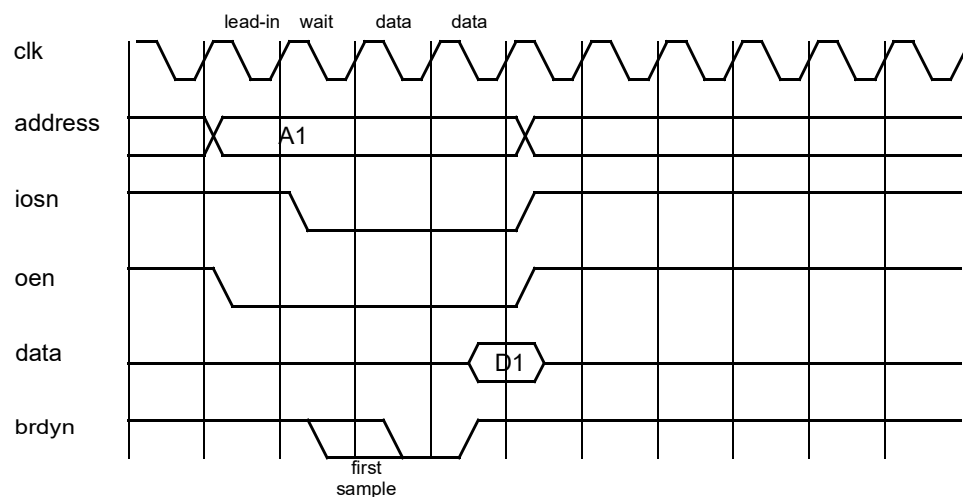 lead-in wait data data
clk
address
A1
iosn
oen
data
D1
brdyn
first
sample